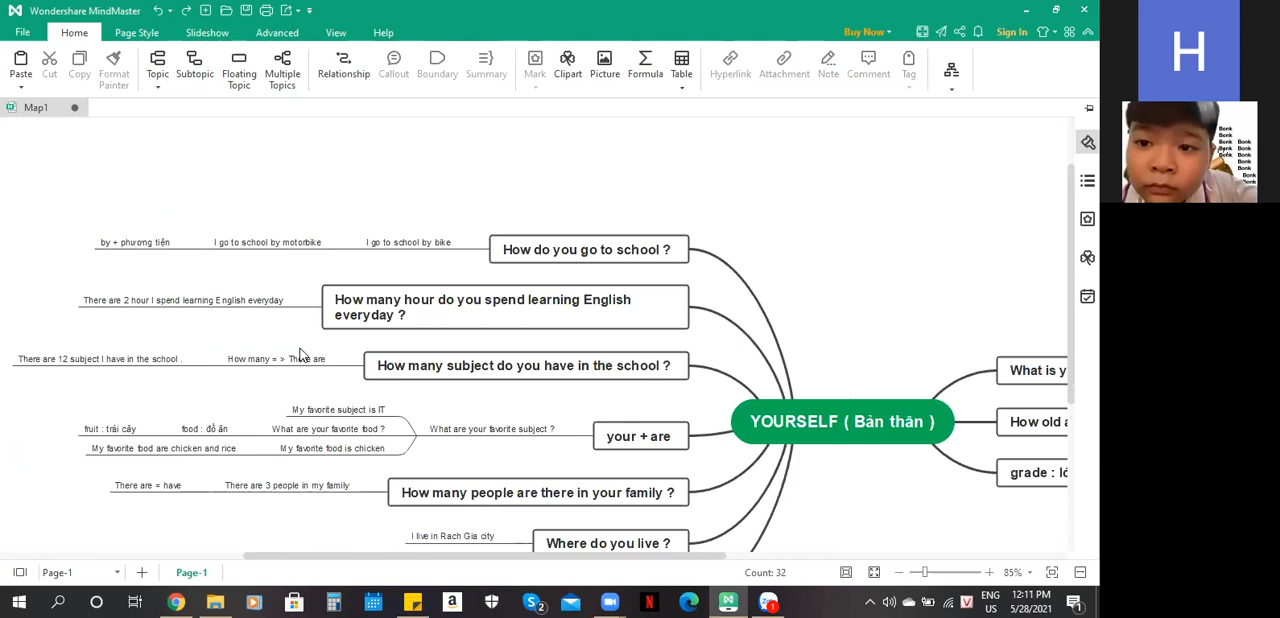 Wondershare MindMaster
File
Home
Page Style
Slideshow
Advanced
View
Help
Buy Now
Sign In
Paste
Cut
Copy
Format Painter
Topic
Subtopic
Floating Topic
Multiple Topics
Relationship
Callout
Boundary
Summary
Mark
Clipart
Picture
Formula
Table
Hyperlink
Attachment
Note
Comment
Tag
Map1
by + phương tiện
I go to school by motorbike
I go to school by bike
How do you go to school ?
There are 2 hour I spend learning English everyday
How many hour do you spend learning English
everyday ?
There are 12 subject I have in the school .
How many = > There are
How many subject do you have in the school ?
My favorite subject is IT
fruit : trái cây
food : đồ ăn
What are your favorite food ?
What are your favorite subject ?
My favorite food are chicken and rice
My favorite food is chicken
your + are
There are = have
There are 3 people in my family
How many people are there in your family ?
I live in Rach Gia city
Where do you live ?
YOURSELF ( Bản thân )
What is y
How old a
grade :
Page-1
Page-1
Count: 32
85%
ENG
US
12:11 PM
5/28/2021
H
Bonk
Bonk
Bonk
Bonk
Bonk
Bonk
Bonk
Bonk
Bonk